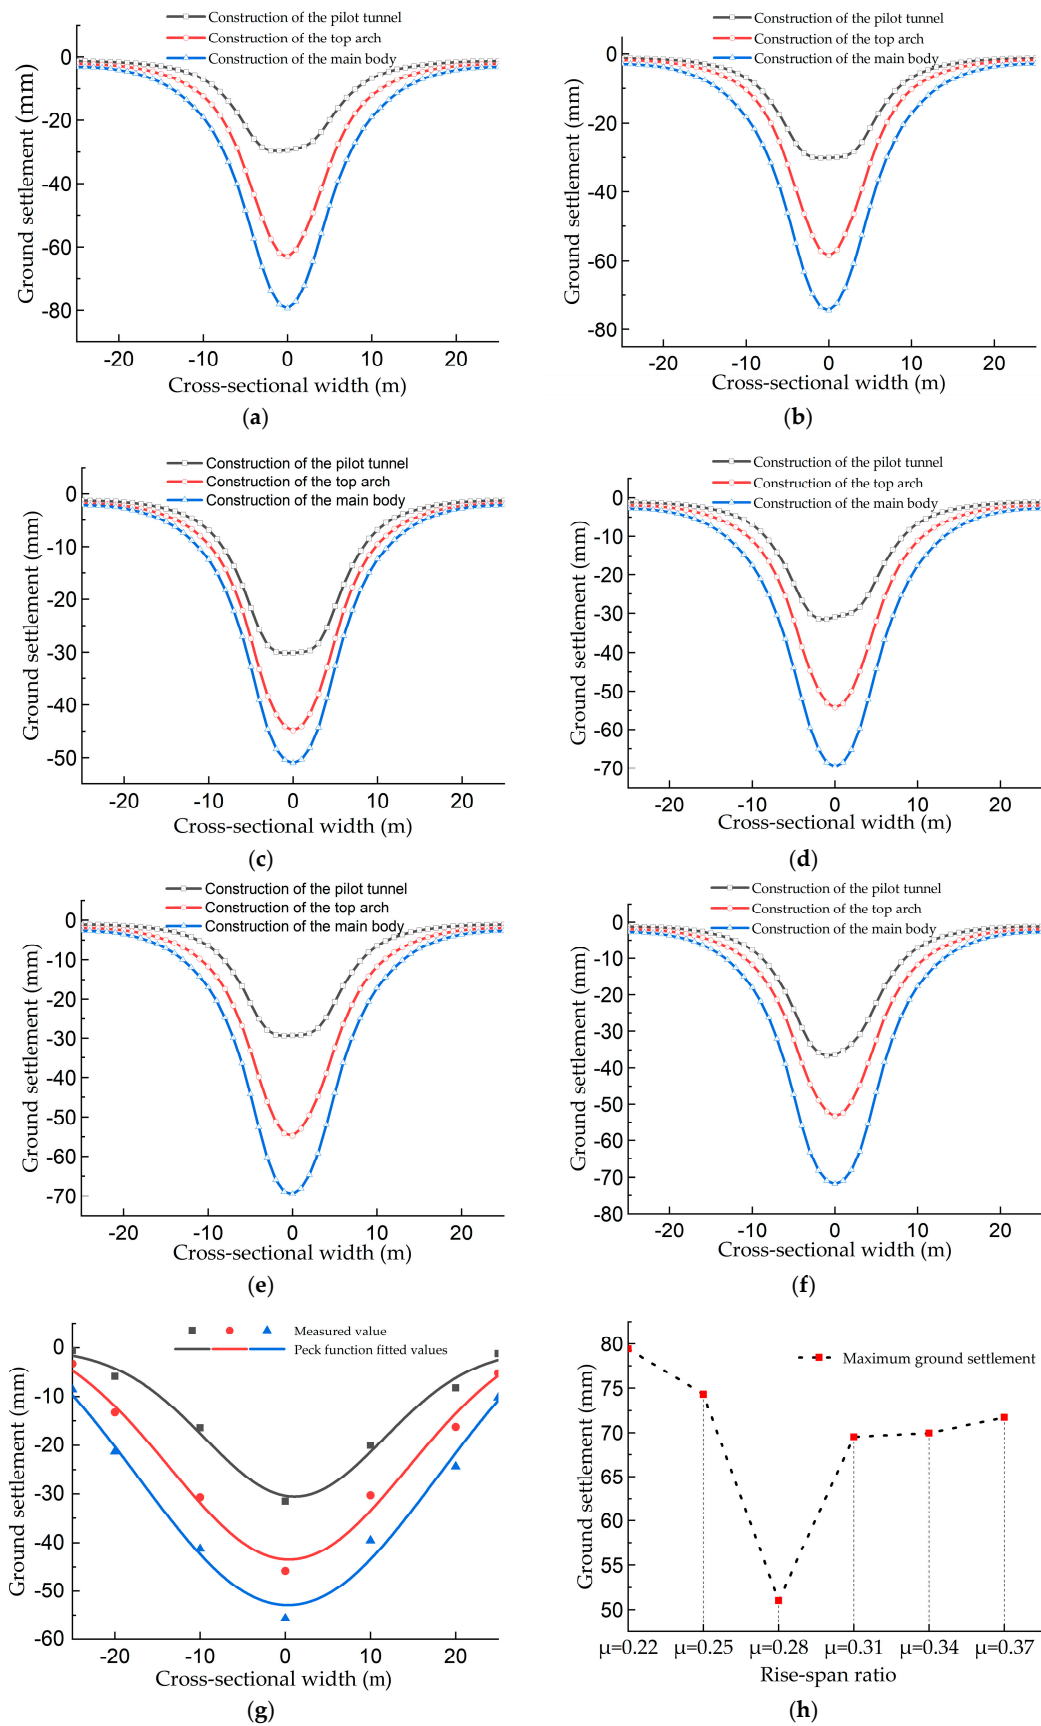 Construction of the pilot tunnel
Construction of the top arch
Construction of the main body
0
-20
-40
-60
-80
Ground settlement (mm)
-20 -10 0 10 20
Cross-sectional width (m)
(a)
Construction of the pilot tunnel
Construction of the top arch
Construction of the main body
0
-20
-40
-60
-80
Ground settlement (mm)
-20 -10 0 10 20
Cross-sectional width (m)
(b)
Construction of the pilot tunnel
Construction of the top arch
Construction of the main body
0
-10
-20
-30
-40
-50
Ground settlement (mm)
-20 -10 0 10 20
Cross-sectional width (m)
(c)
Construction of the pilot tunnel
Construction of the top arch
Construction of the main body
0
-10
-20
-30
-40
-50
-60
-70
Ground settlement (mm)
-20 -10 0 10 20
Cross-sectional width (m)
(d)
Construction of the pilot tunnel
Construction of the top arch
Construction of the main body
0
-10
-20
-30
-40
-50
-60
-70
Ground settlement (mm)
-20 -10 0 10 20
Cross-sectional width (m)
(e)
Construction of the pilot tunnel
Construction of the top arch
Construction of the main body
0
-10
-20
-30
-40
-50
-60
-70
-80
Ground settlement (mm)
-20 -10 0 10 20
Cross-sectional width (m)
(f)
Measured value
Peck function fitted values
0
-10
-20
-30
-40
-50
-60
Ground settlement (mm)
-20 -10 0 10 20
Cross-sectional width (m)
(g)
Maximum ground settlement
80
75
70
65
60
55
50
Ground settlement (mm)
μ=0.22 μ=0.25 μ=0.28 μ=0.31 μ=0.34 μ=0.37
Rise-span ratio
(h)